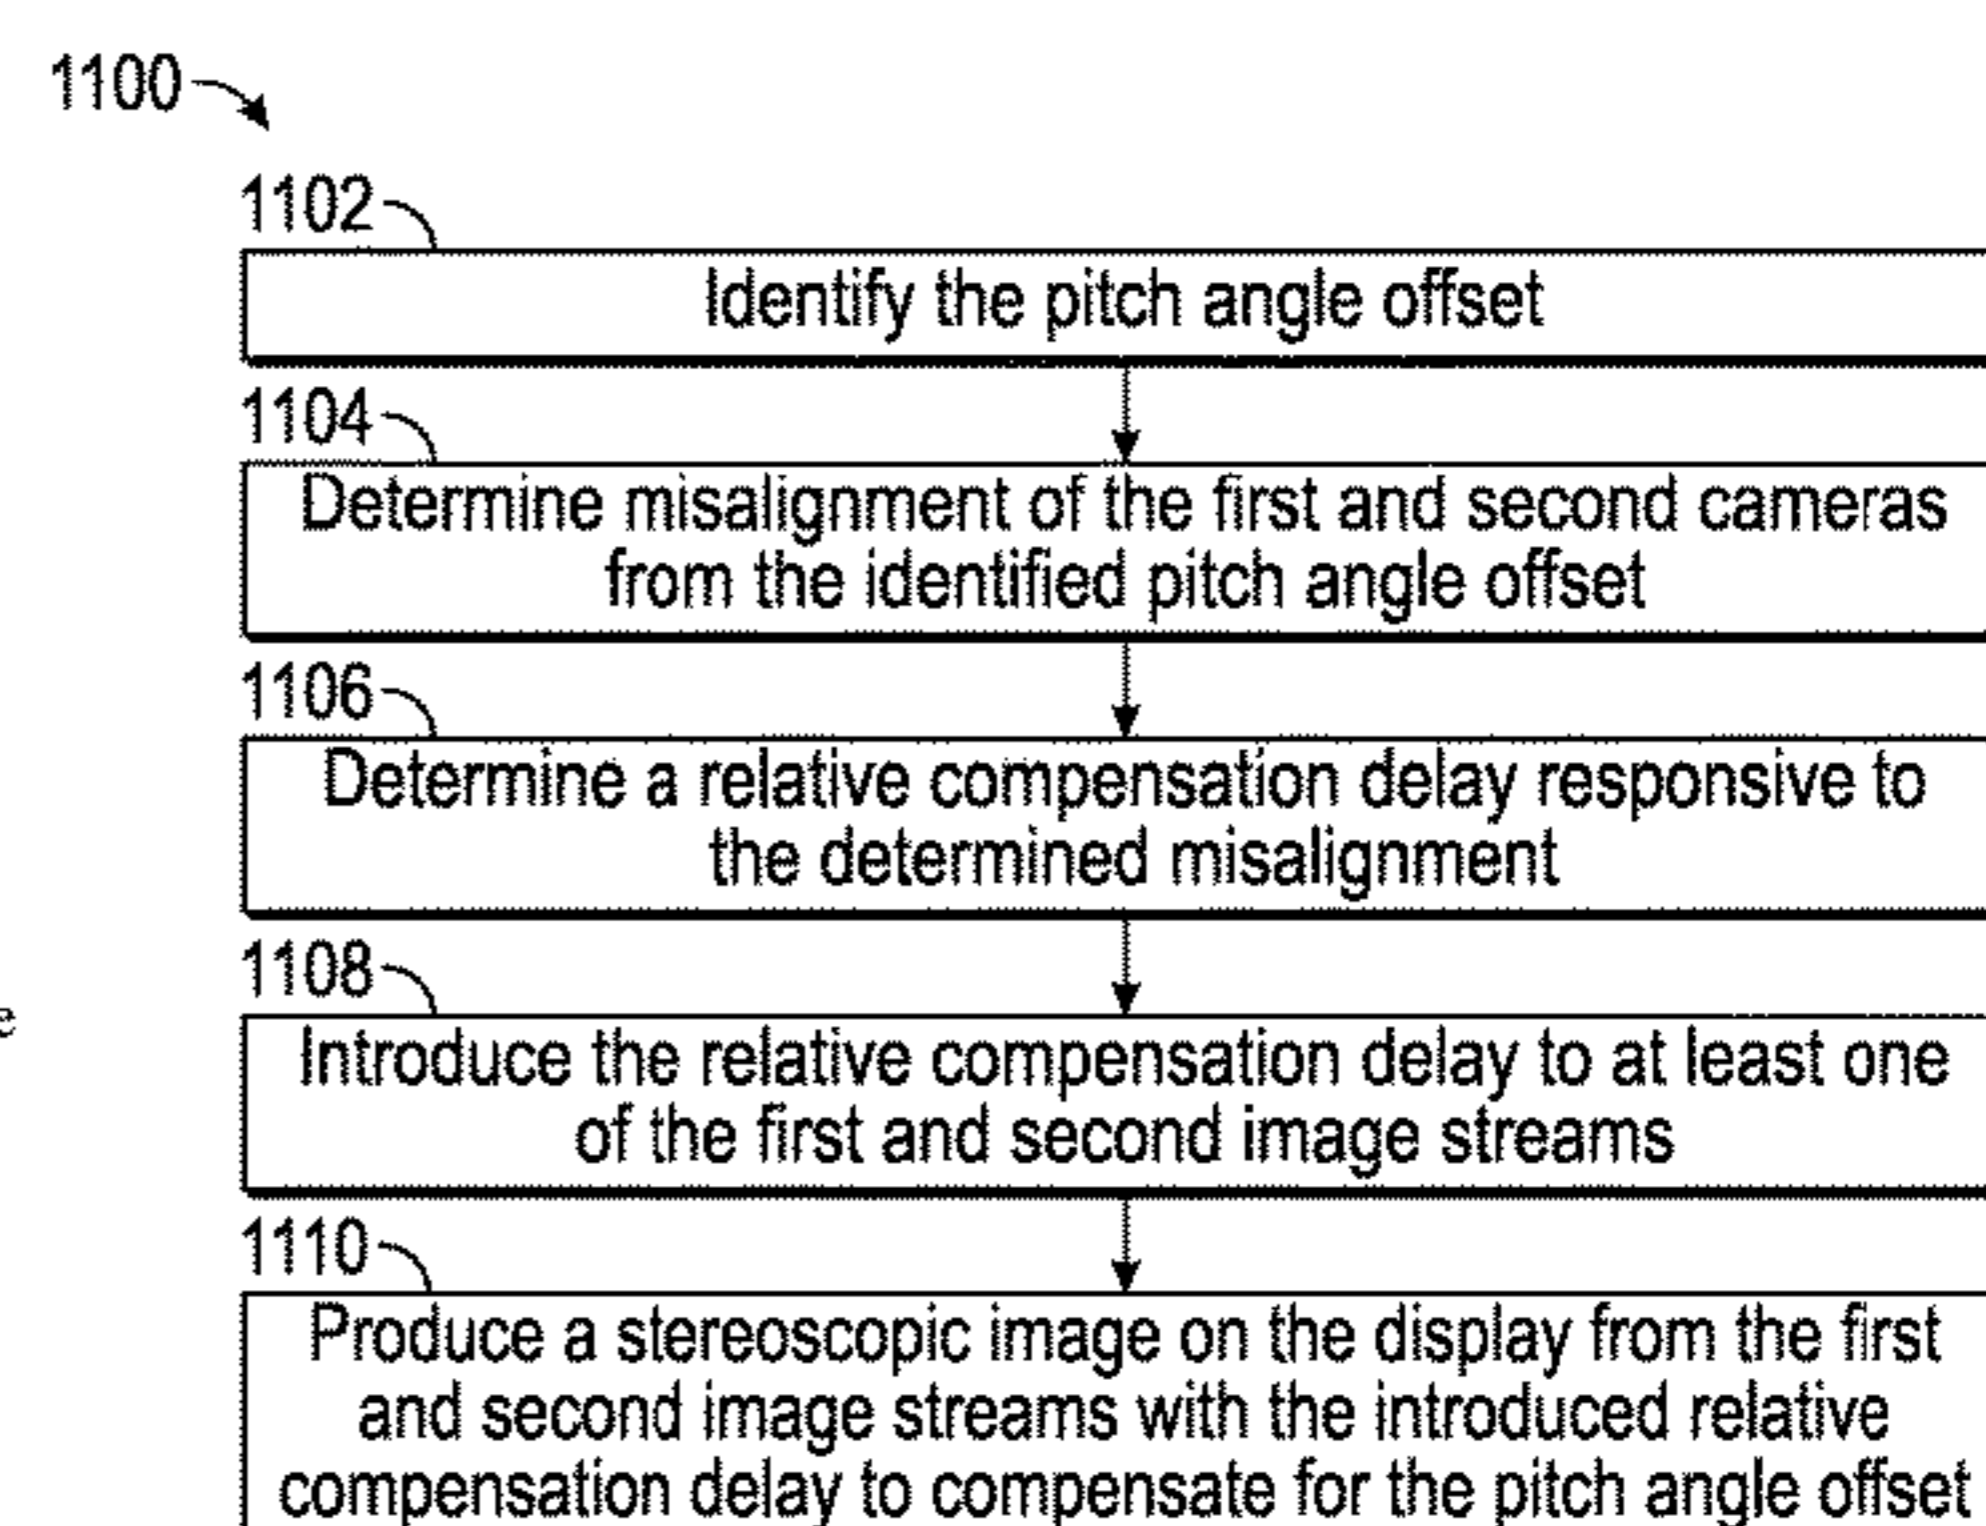 1100
1102
Identify the pitch angle offset
1104
Determine misalignment of the first and second cameras
from the identified pitch angle offset
1106
Determine a relative compensation delay responsive to
the determined misalignment
1108
e
Introduce the relative compensation delay to at least one
of the first and second image streams
1110
Produce a stereoscopic image on the display from the first
and second image streams with the introduced relative
compensation delay to compensate for the pitch angle offset